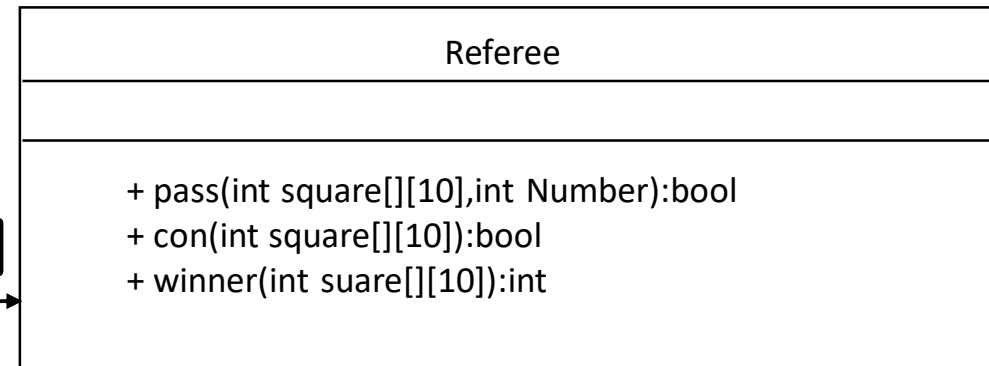 Referee
+ pass(int square[][10],int Number):bool
+ con(int square[][10]):bool
+ winner(int suare[][10]):int